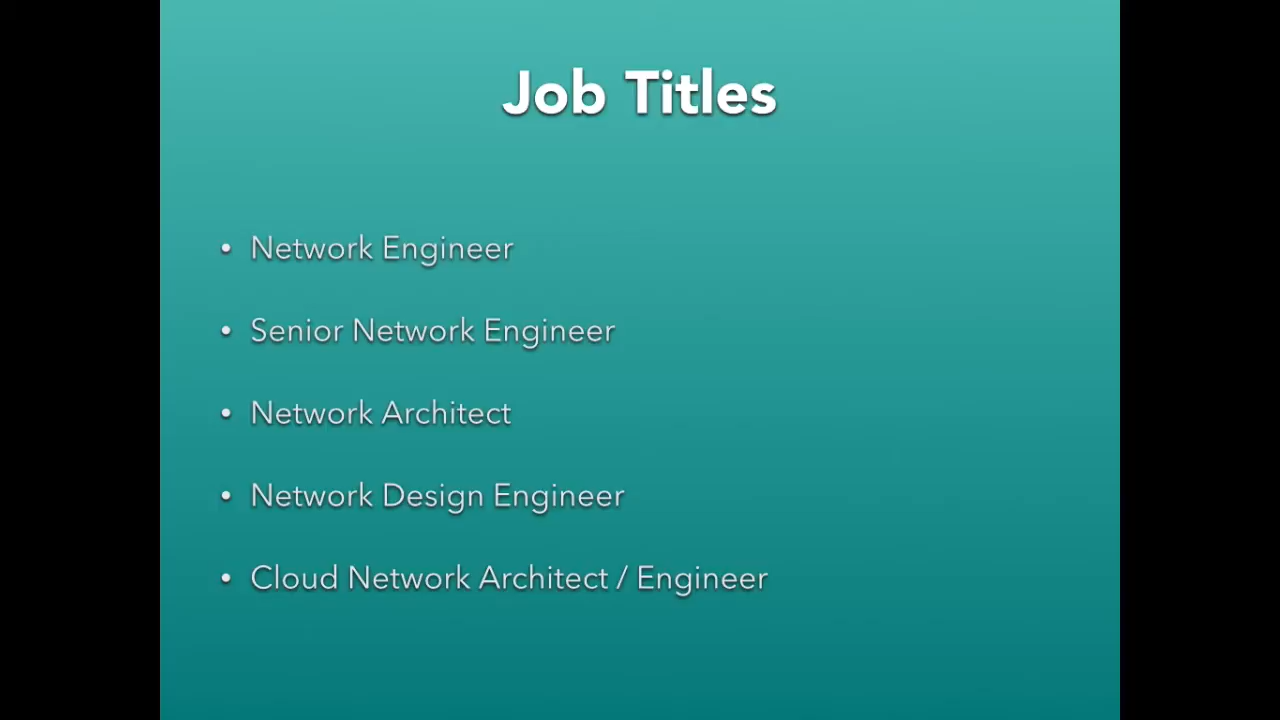 Job Titles
• Network Engineer
• Senior Network Engineer
• Network Architect
• Network Design Engineer
• Cloud Network Architect / Engineer